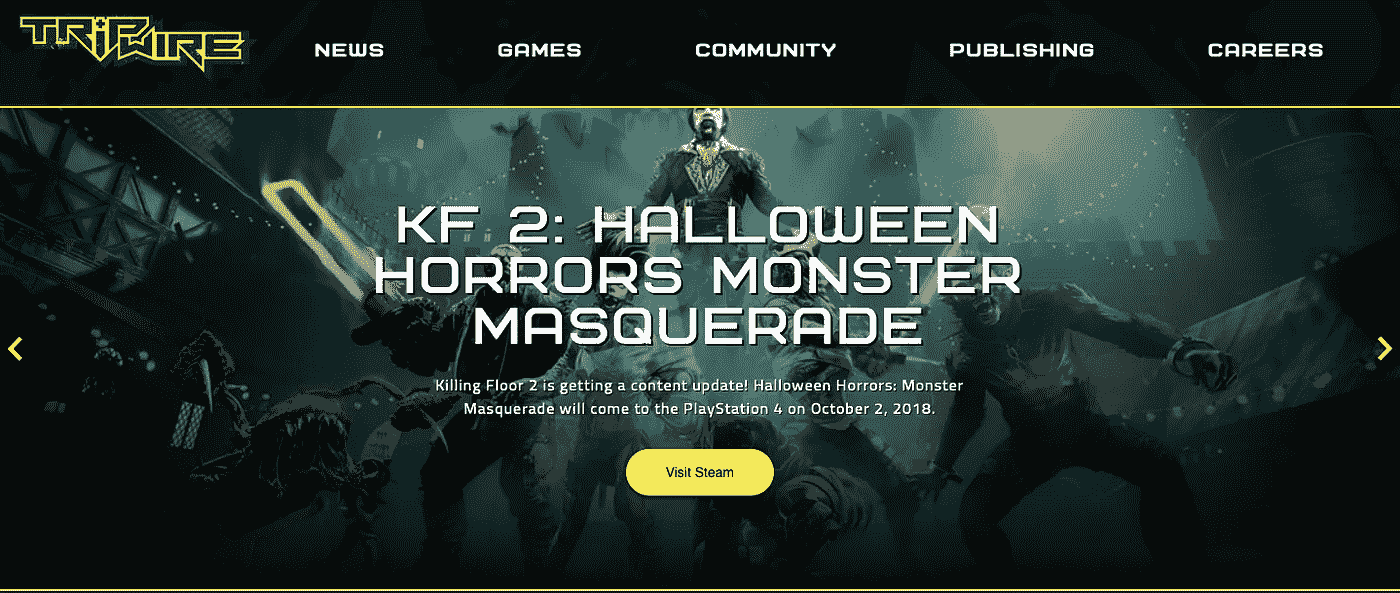 TRIPWIRE
NEWS GAMES COMMUNITY PUBLISHING CAREERS
KF 2: HALLOWEEN
HORRORS MONSTER
MASQUERADE
Killing Floor 2 is getting a content update! Halloween Horrors: Monster
Masquerade will come to the PlayStation 4 on October 2, 2018.
Visit Steam